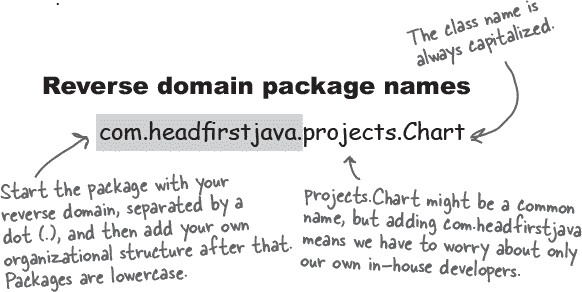 The class name is
always capitalized.
Reverse domain package names
com.headfirstjava.projects.Chart
Start the package with your
reverse domain, separated by a
dot (.), and then add your own
organizational structure after that.
Packages are lowercase.
Projects.Chart might be a common
name, but adding com.headfirstjava
means we have to worry about only
our own in-house developers.